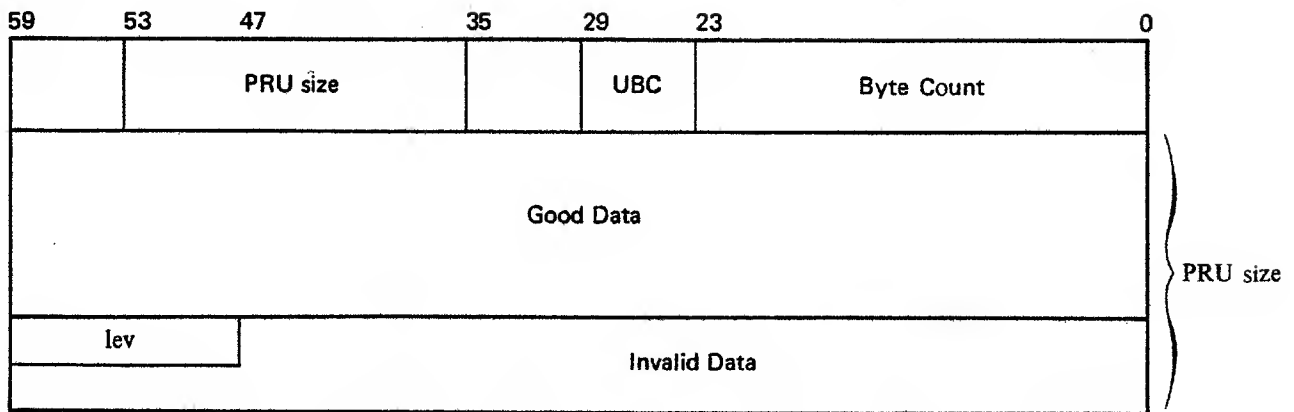 59 53 47 35 29 23 0
PRU size UBC Byte Count
Good Data
PRU size
lev
Invalid Data